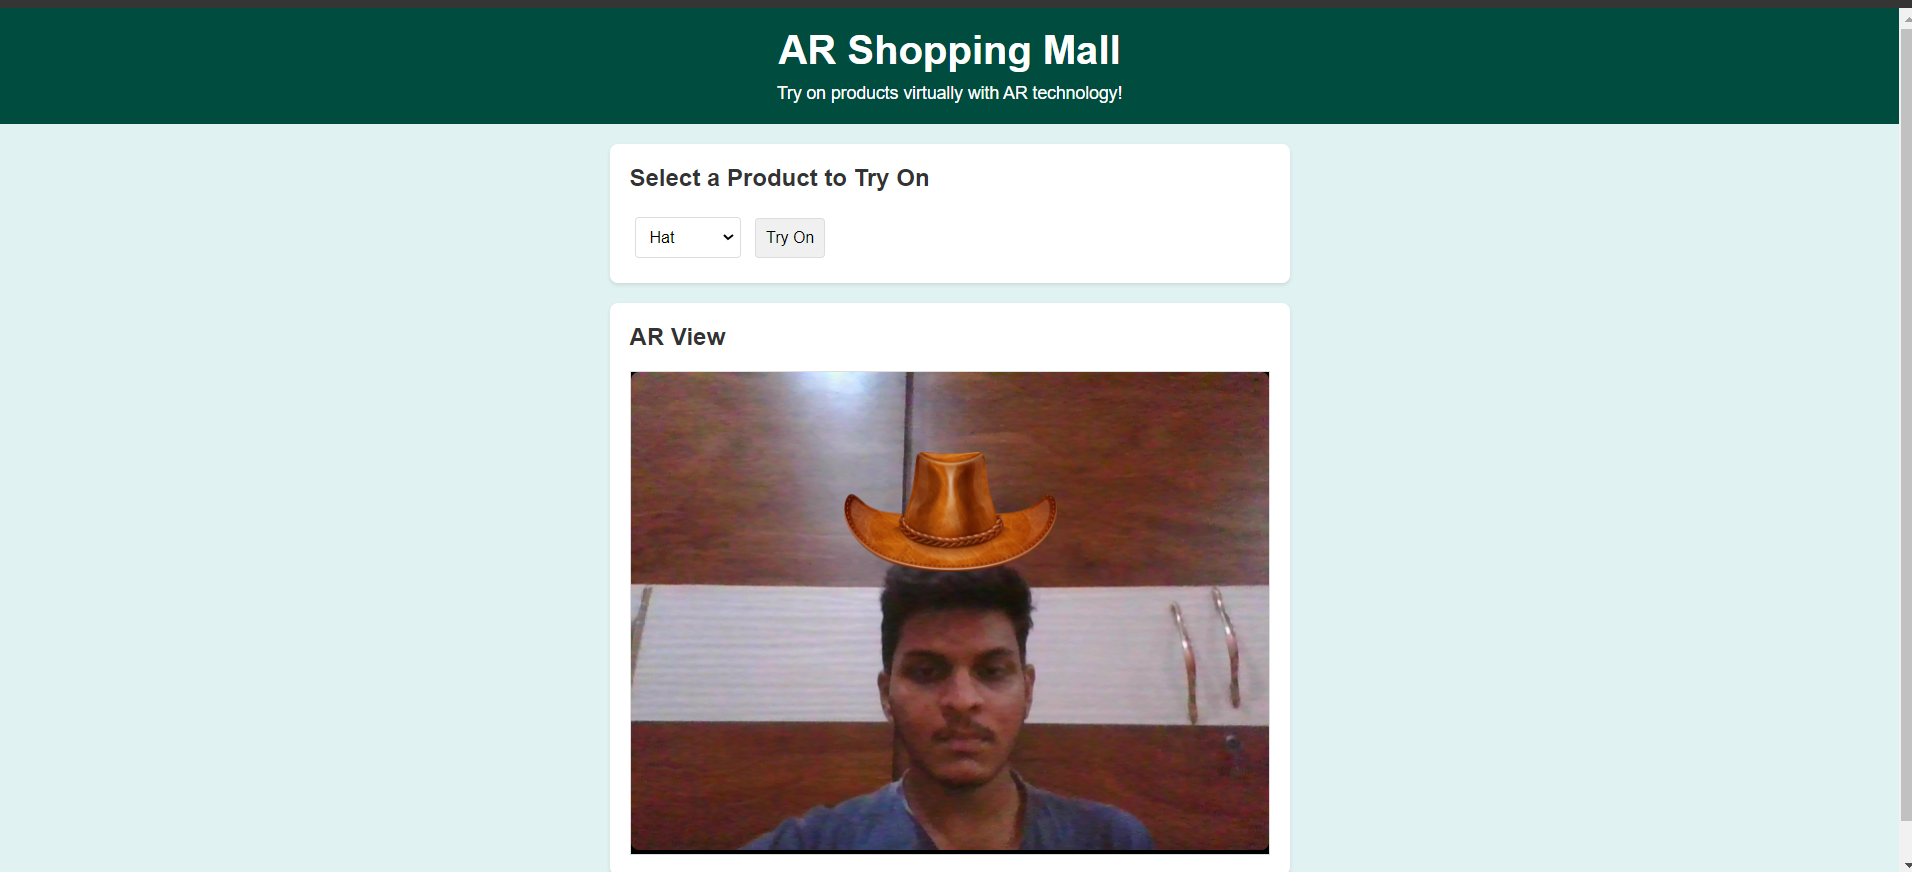 AR Shopping Mall
Try on products virtually with AR technology!
Select a Product to Try On
Hat
Try On
AR View